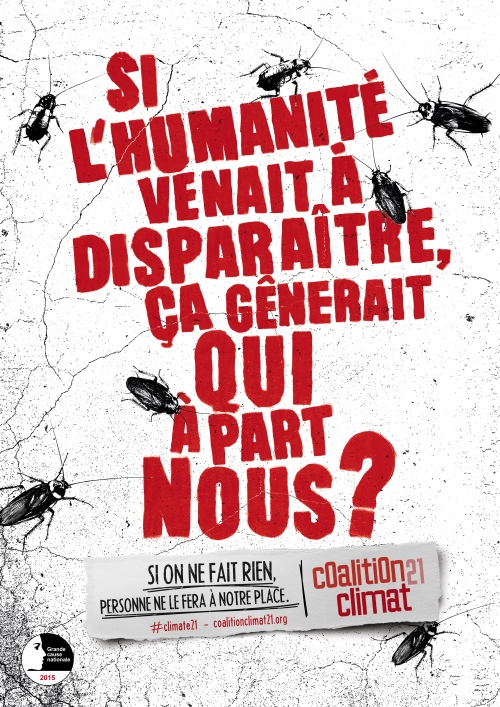 SI
L'HUMANITÉ
VENAIT À
DISPARAÎTRE,
ÇA GÊNERAIT
QUI
À PART
NOUS?
SI ON NE FAIT RIEN,
PERSONNE NE LE FERA À NOTRE PLACE.
#climate21 - coalitionclimat21.org
cOalitiOn21
climat
Grande
cause
nationale
2015